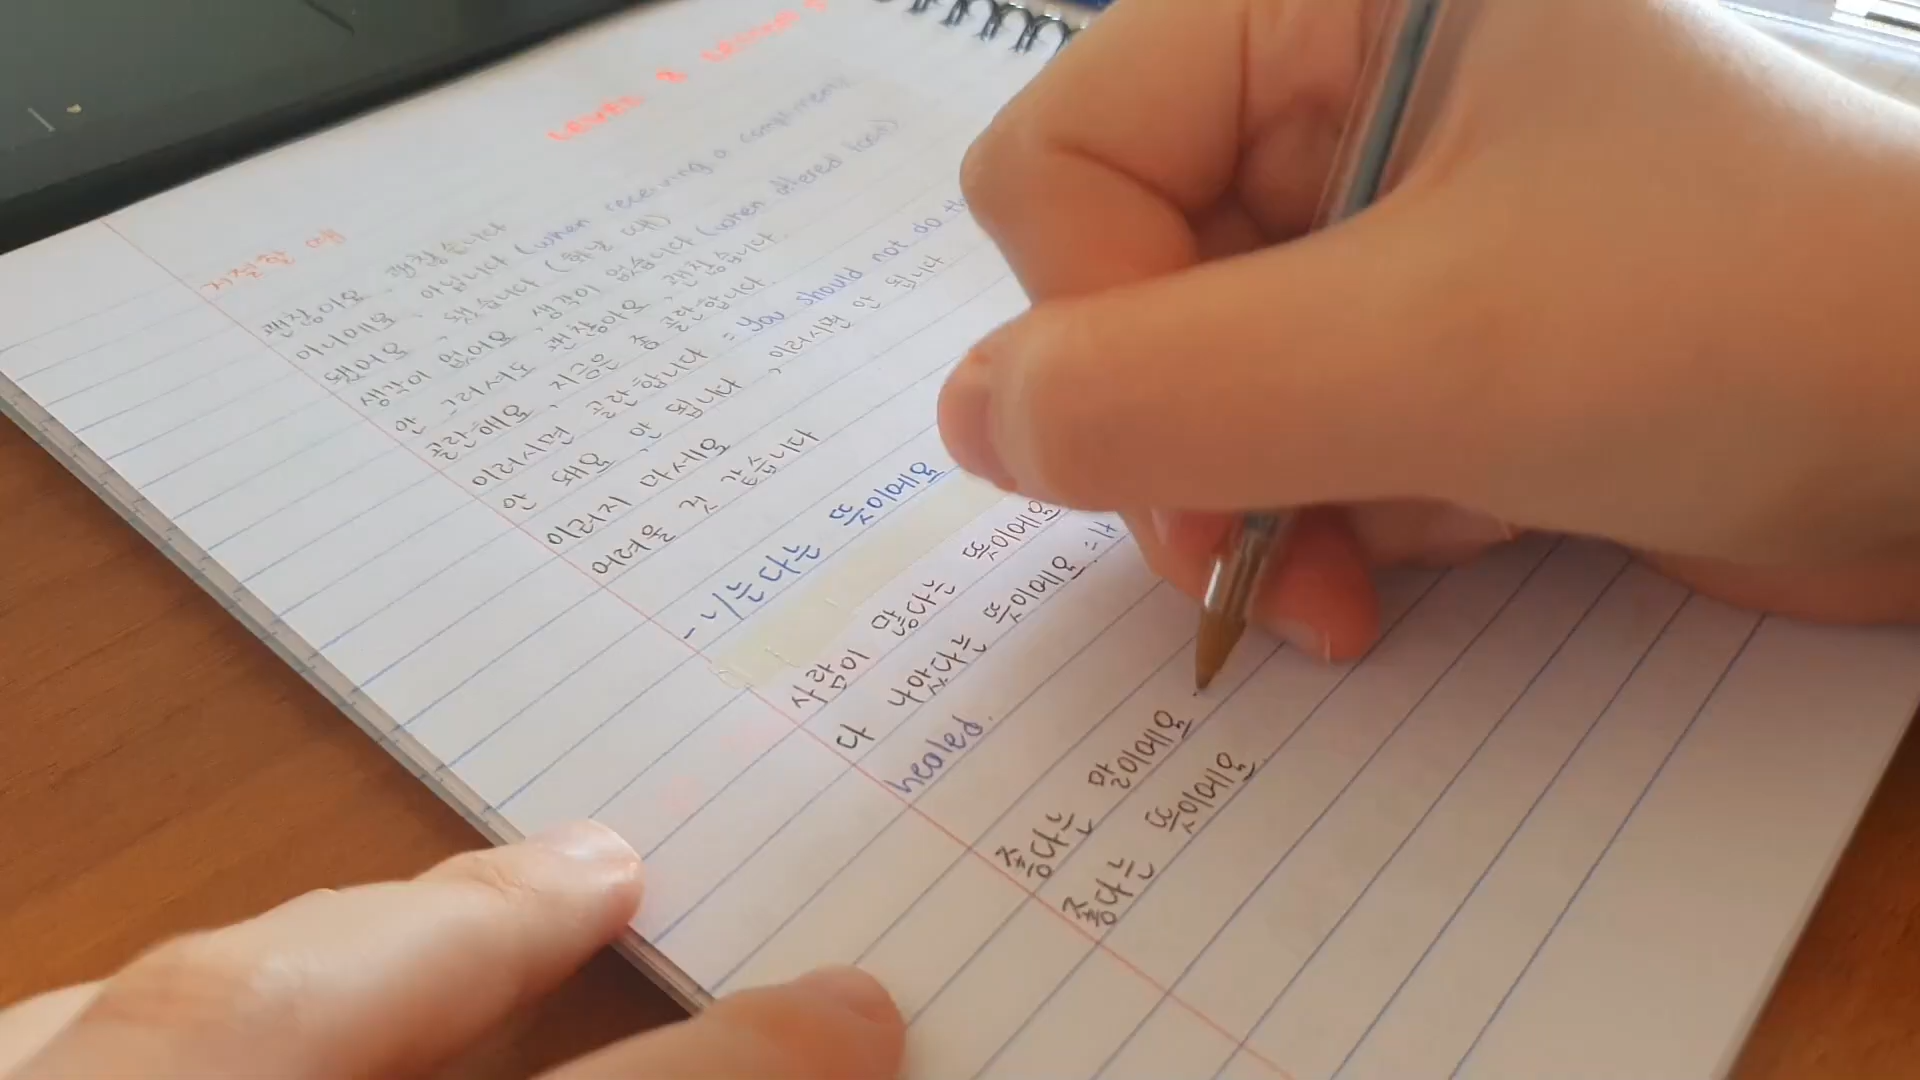 Level 8 Lesson
거절할 때
괜찮아요, 괜찮습니다
아니에요, 아닙니다 (when receiving a compliment)
됐어요, 됐습니다 (화날 때)
생각이 없어요, 생각이 없습니다 (when offered food)
안 그러셔도 괜찮아요, 괜찮습니다
곤란해요, 지금은 좀 곤란합니다
이러시면 곤란합니다 = You should not do th
안 돼요, 안 됩니다, 이러시면 안 됩니다
이러지 마세요
어려울 것 같습니다
-ㄴ/는다는 뜻이에요
사람이 많다는 뜻이에요
다 나았다는 뜻이에요 = It
healed.
좋다는 말이에요.
좋다는 뜻이에요.